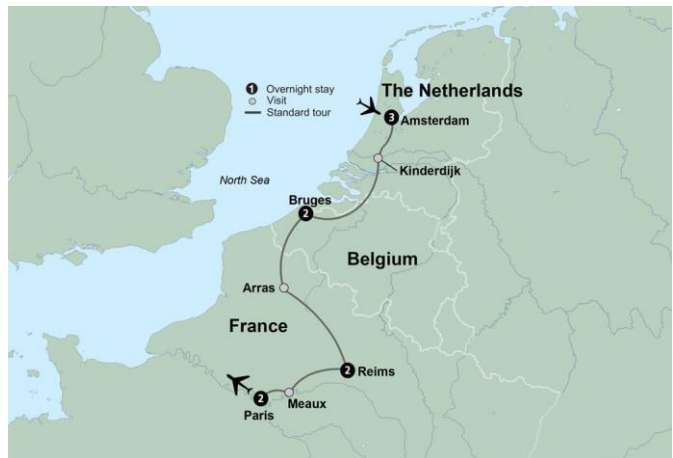 1 Overnight stay
Visit
Standard tour
The Netherlands
3 Amsterdam
Kinderdijk
North Sea
Bruges
2
Belgium
Arras
France
2 Reims
2
Meaux
Paris